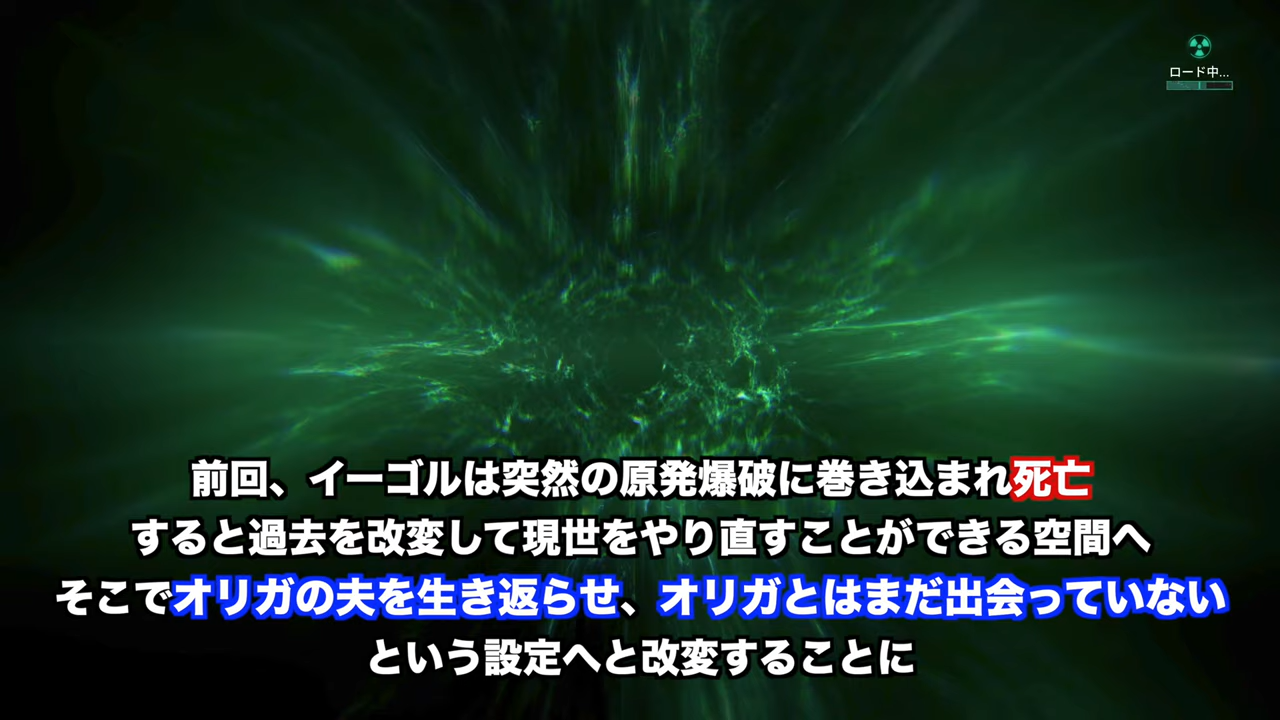 ロード中...
前回、イーゴルは突然の原発爆破に巻き込まれ死亡
すると過去を改変して現世をやり直すことができる空間へ
そこでオリガの夫を生き返らせ、オリガとはまだ出会っていない
という設定へと改変することに